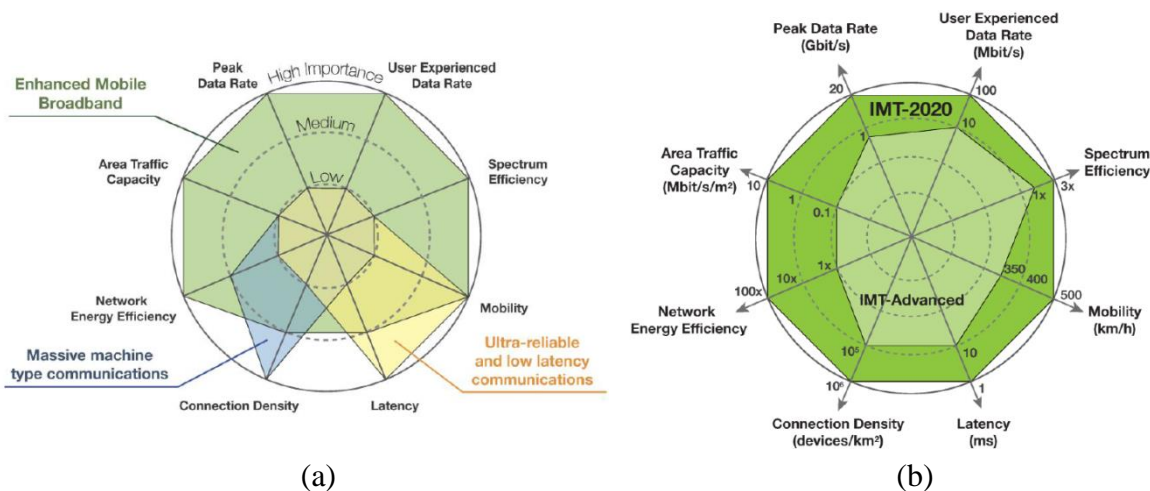 Peak
Data Rate
High Importance
User Experienced
Data Rate
Enhanced Mobile
Broadband
Medium
Area Traffic
Capacity
Low
Spectrum
Efficiency
Network
Energy Efficiency
Mobility
Massive machine
type communications
Ultra-reliable
and low latency
communications
Connection Density
Latency
(a)
Peak Data Rate
(Gbit/s)
User Experienced
Data Rate
(Mbit/s)
20
100
IMT-2020
1
10
Area Traffic
Capacity
(Mbit/s/m²)
Spectrum
Efficiency
10
1
0.1
1x
3x
1x
350
400
500
10x
100x
IMT-Advanced
Network
Energy Efficiency
Mobility
(km/h)
10⁵
10
10⁶
1
Connection Density
(devices/km²)
Latency
(ms)
(b)